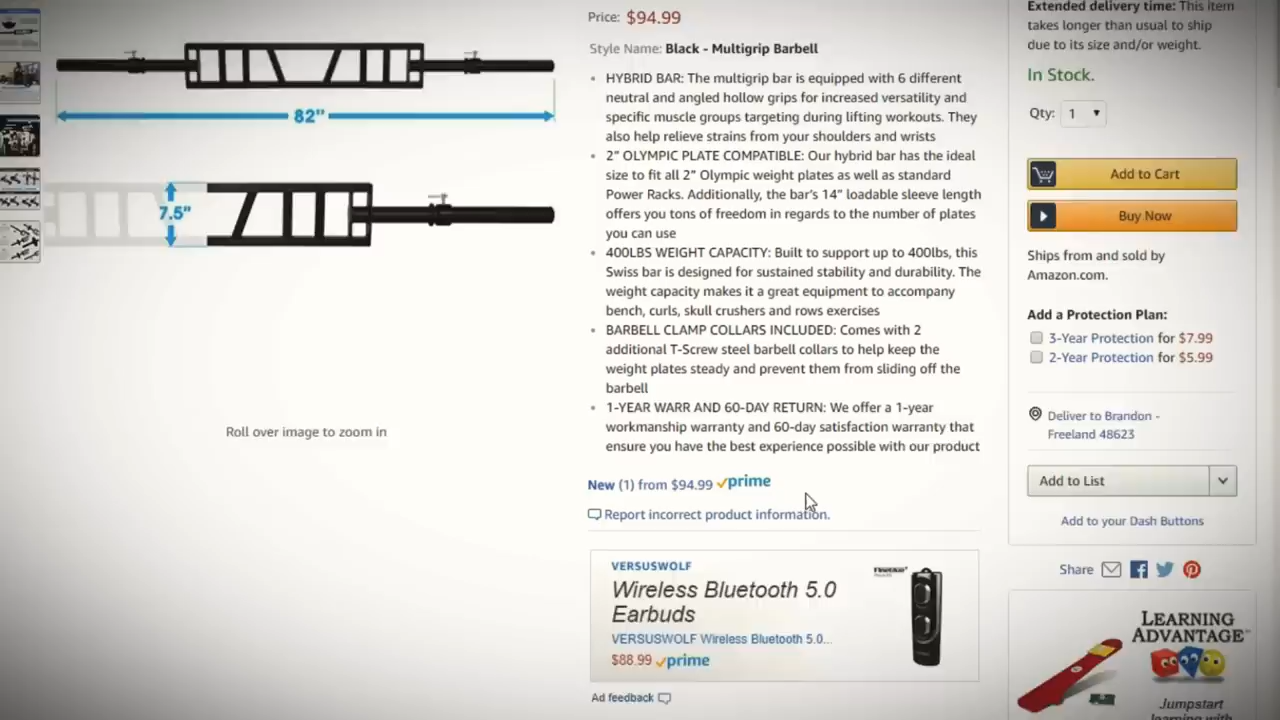 82"
7.5"
Roll over image to zoom in
Price: $94.99
Style Name: Black - Multigrip Barbell
• HYBRID BAR: The multigrip bar is equipped with 6 different
neutral and angled hollow grips for increased versatility and
specific muscle groups targeting during lifting workouts. They
also help relieve strains from your shoulders and wrists
• 2” OLYMPIC PLATE COMPATIBLE: Our hybrid bar has the ideal
size to fit all 2” Olympic weight plates as well as standard
Power Racks. Additionally, the bar's 14” loadable sleeve length
offers you tons of freedom in regards to the number of plates
you can use
• 400LBS WEIGHT CAPACITY: Built to support up to 400lbs, this
Swiss bar is designed for sustained stability and durability. The
weight capacity makes it a great equipment to accompany
bench, curls, skull crushers and rows exercises
• BARBELL CLAMP COLLARS INCLUDED: Comes with 2
additional T-Screw steel barbell collars to help keep the
weight plates steady and prevent them from sliding off the
barbell
• 1-YEAR WARR AND 60-DAY RETURN: We offer a 1-year
workmanship warranty and 60-day satisfaction warranty that
ensure you have the best experience possible with our product
New (1) from $94.99 prime
Report incorrect product information.
VERSUSWOLF
Wireless Bluetooth 5.0
Earbuds
VERSUSWOLF Wireless Bluetooth 5.0...
$88.99 prime
Ad feedback
Extended delivery time: This item
takes longer than usual to ship
due to its size and/or weight.
In Stock.
Qty: 1
Add to Cart
Buy Now
Ships from and sold by
Amazon.com.
Add a Protection Plan:
3-Year Protection for $7.99
2-Year Protection for $5.99
Deliver to Brandon -
Freeland 48623
Add to List
Add to your Dash Buttons
Share
LEARNING
ADVANTAGE™
Jumpstart
learning with